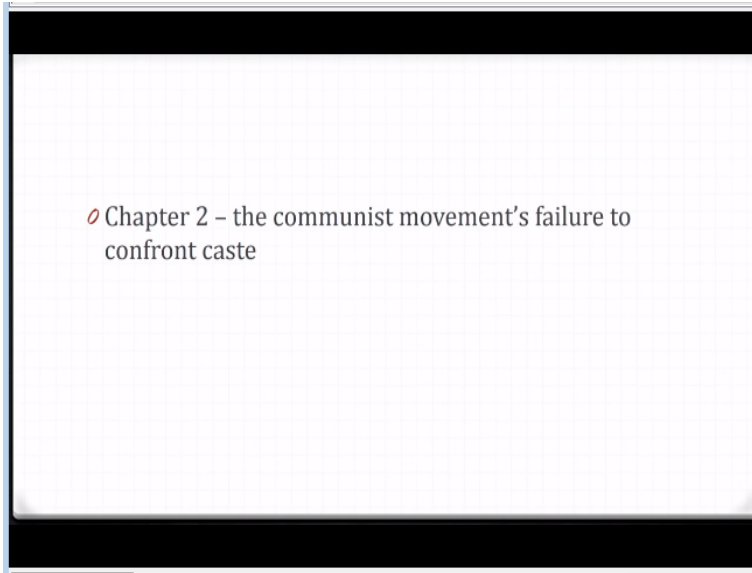 Chapter 2 – the communist movement’s failure to
confront caste